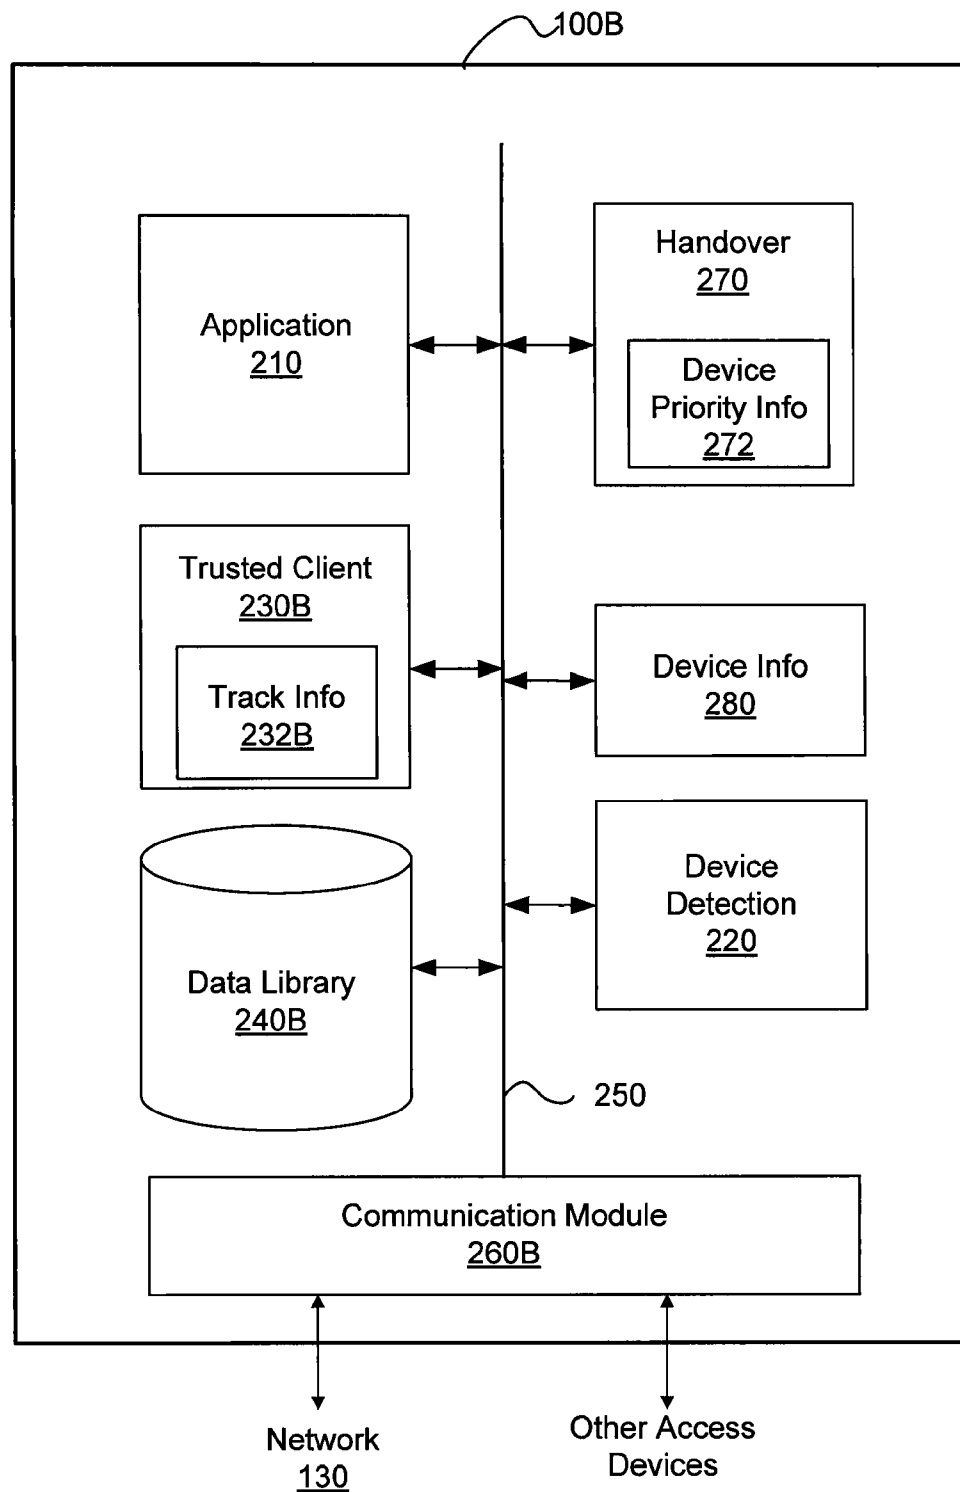 100B
Application
210
Handover
270
Device
Priority Info
272
Trusted Client
230B
Track Info
232B
Device Info
280
Data Library
240B
Device
Detection
220
250
Communication Module
260B
Network
130
Other Access
Devices